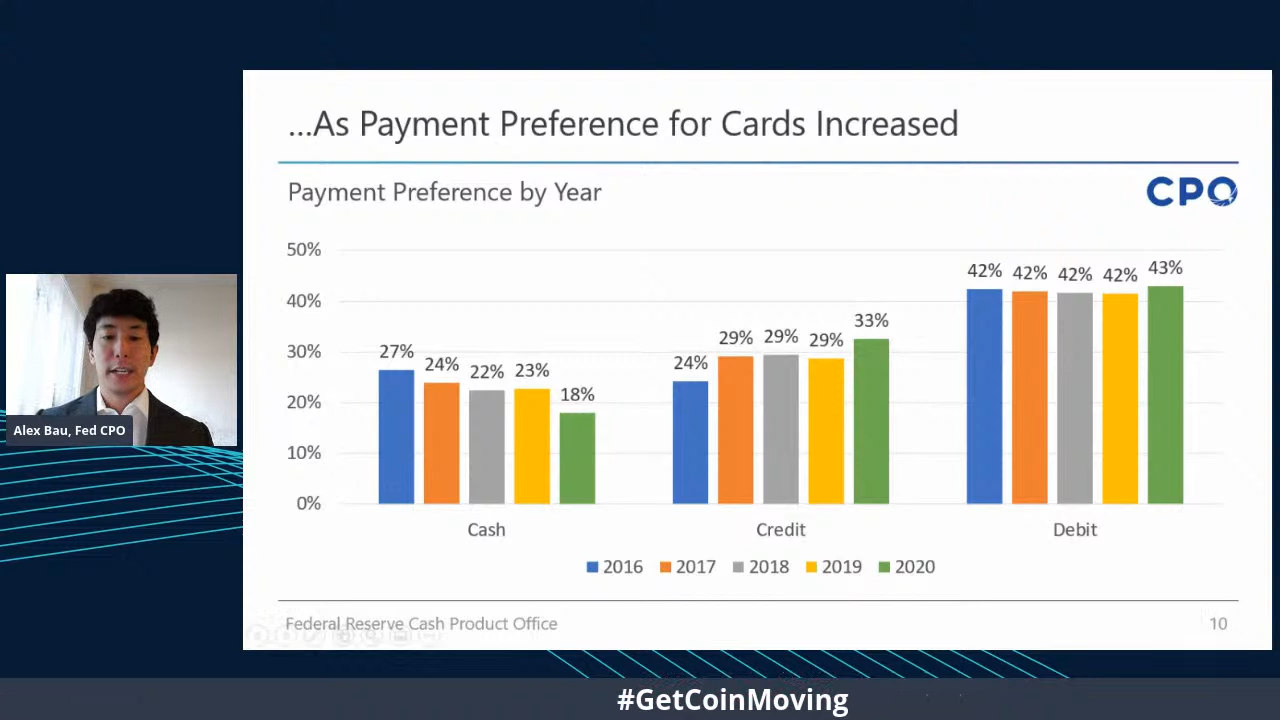 ...As Payment Preference for Cards Increased
Payment Preference by Year
CPO
50%
40%
30%
20%
10%
0%
27%
24%
22%
23%
18%
24%
29%
29%
29%
33%
42%
42%
42%
42%
43%
Cash
Credit
Debit
2016 2017 2018 2019 2020
Federal Reserve Cash Product Office
10
Alex Bau, Fed CPO
#GetCoinMoving